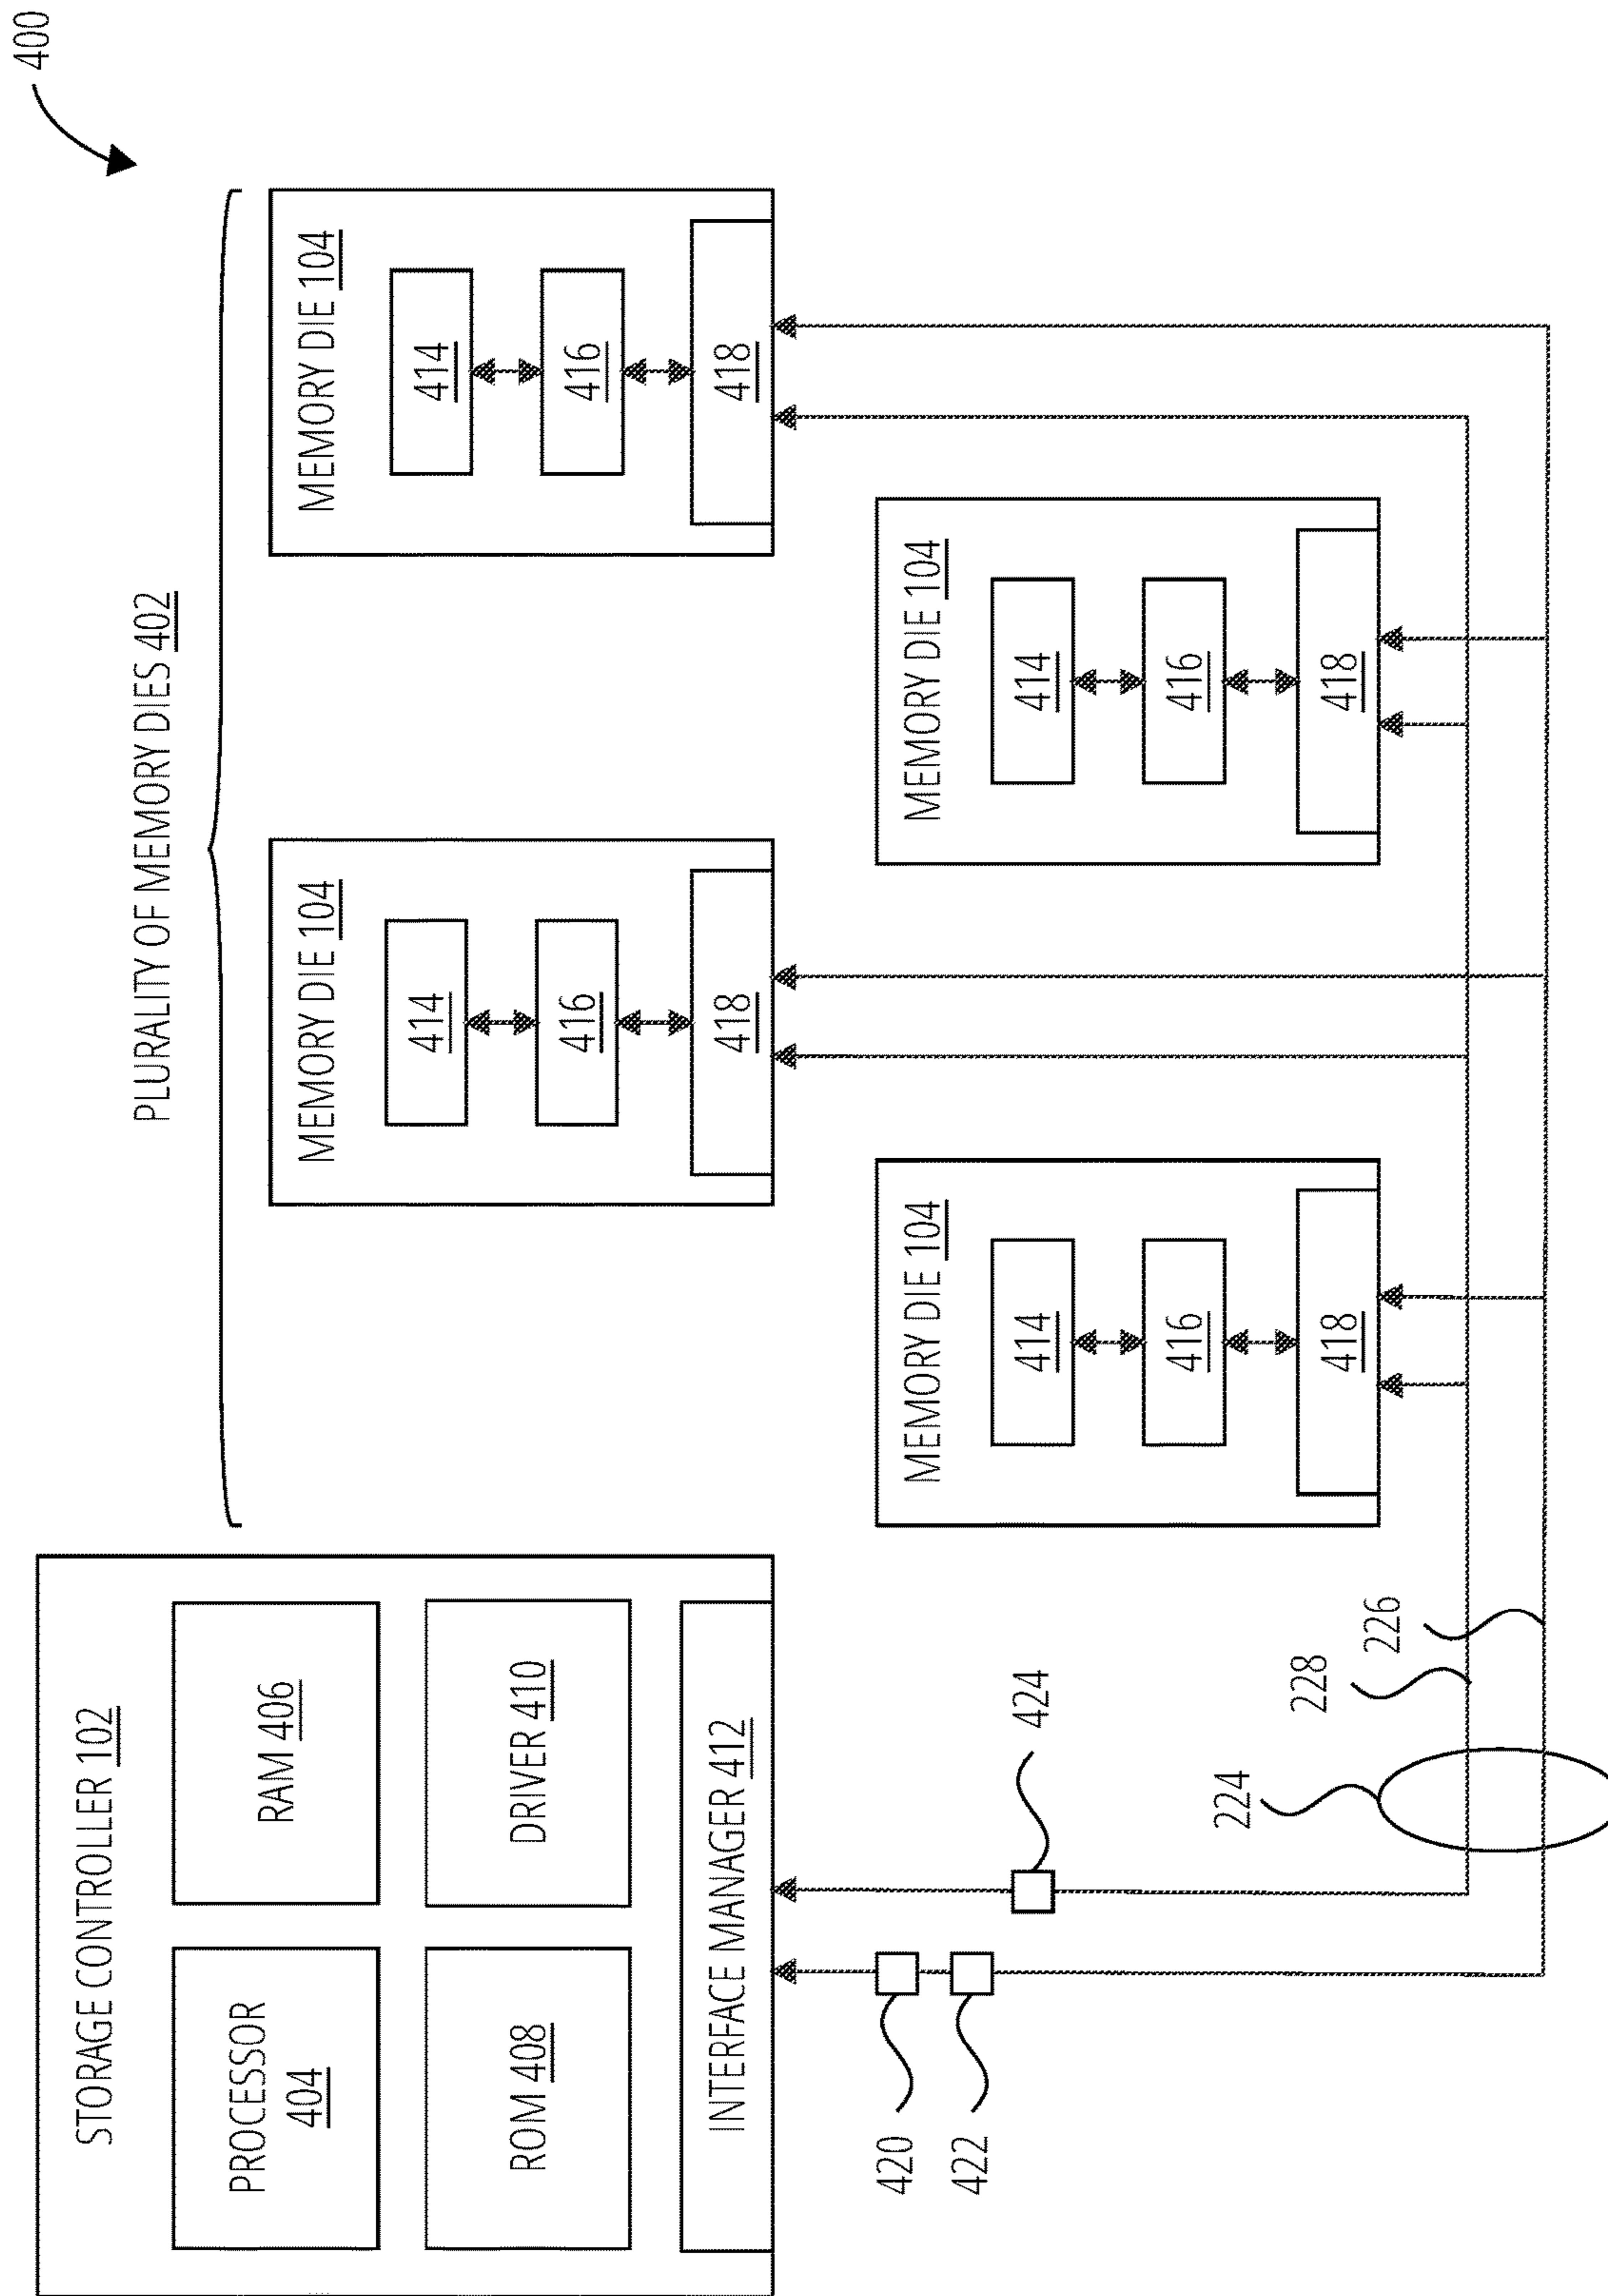 400
PLURALITY OF MEMORY DIES 402
STORAGE CONTROLLER 102
PROCESSOR
404
RAM 406
ROM 408
DRIVER 410
INTERFACE MANAGER 412
MEMORY DIE 104
414
416
418
MEMORY DIE 104
414
416
418
MEMORY DIE 104
414
416
418
MEMORY DIE 104
414
416
418
420
422
424
224
228
226